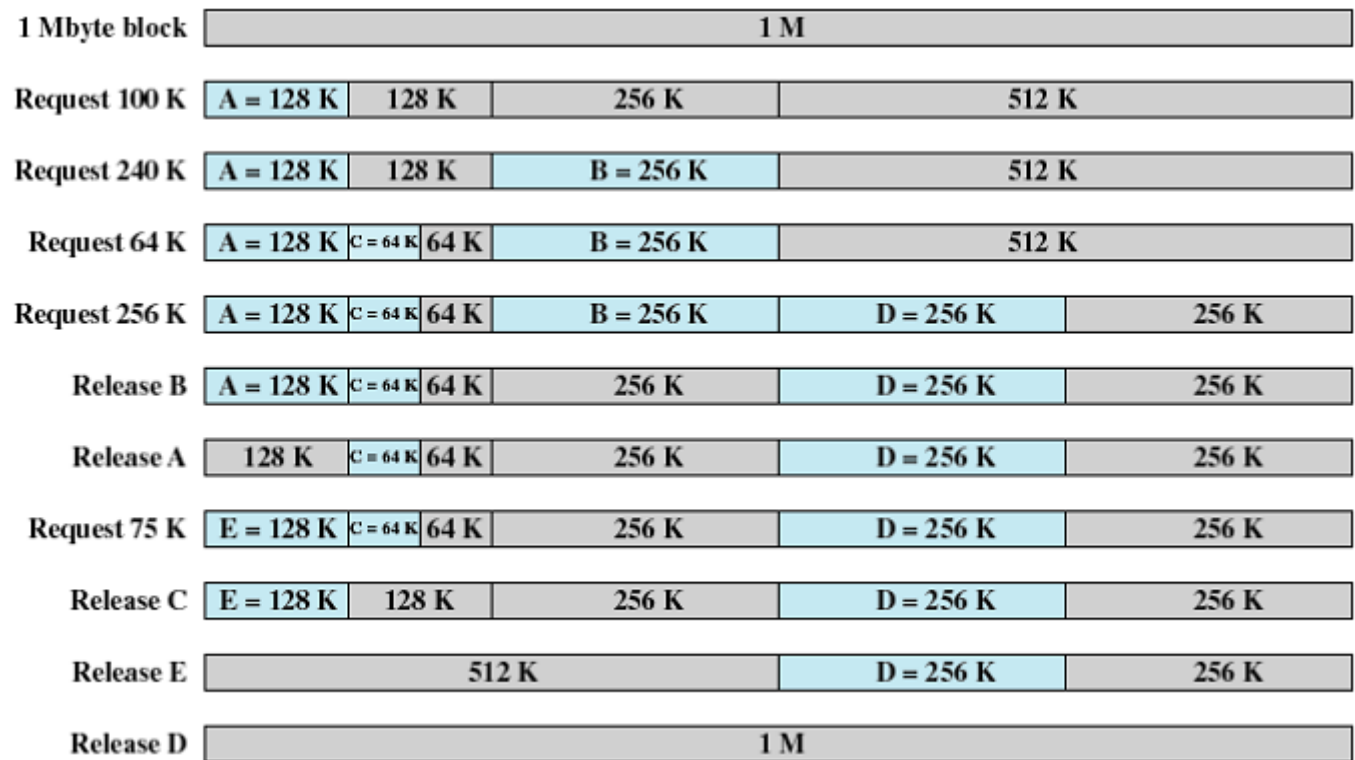 1 Mbyte block 1 M
Request 100 K A = 128 K 128 K 256 K 512 K
Request 240 K A = 128 K 128 K B = 256 K 512 K
Request 64 K A = 128 K C = 64 K 64 K B = 256 K 512 K
Request 256 K A = 128 K C = 64 K 64 K B = 256 K D = 256 K 256 K
Release B A = 128 K C = 64 K 64 K 256 K D = 256 K 256 K
Release A 128 K C = 64 K 64 K 256 K D = 256 K 256 K
Request 75 K E = 128 K C = 64 K 64 K 256 K D = 256 K 256 K
Release C E = 128 K 128 K 256 K D = 256 K 256 K
Release E 512 K D = 256 K 256 K
Release D 1 M